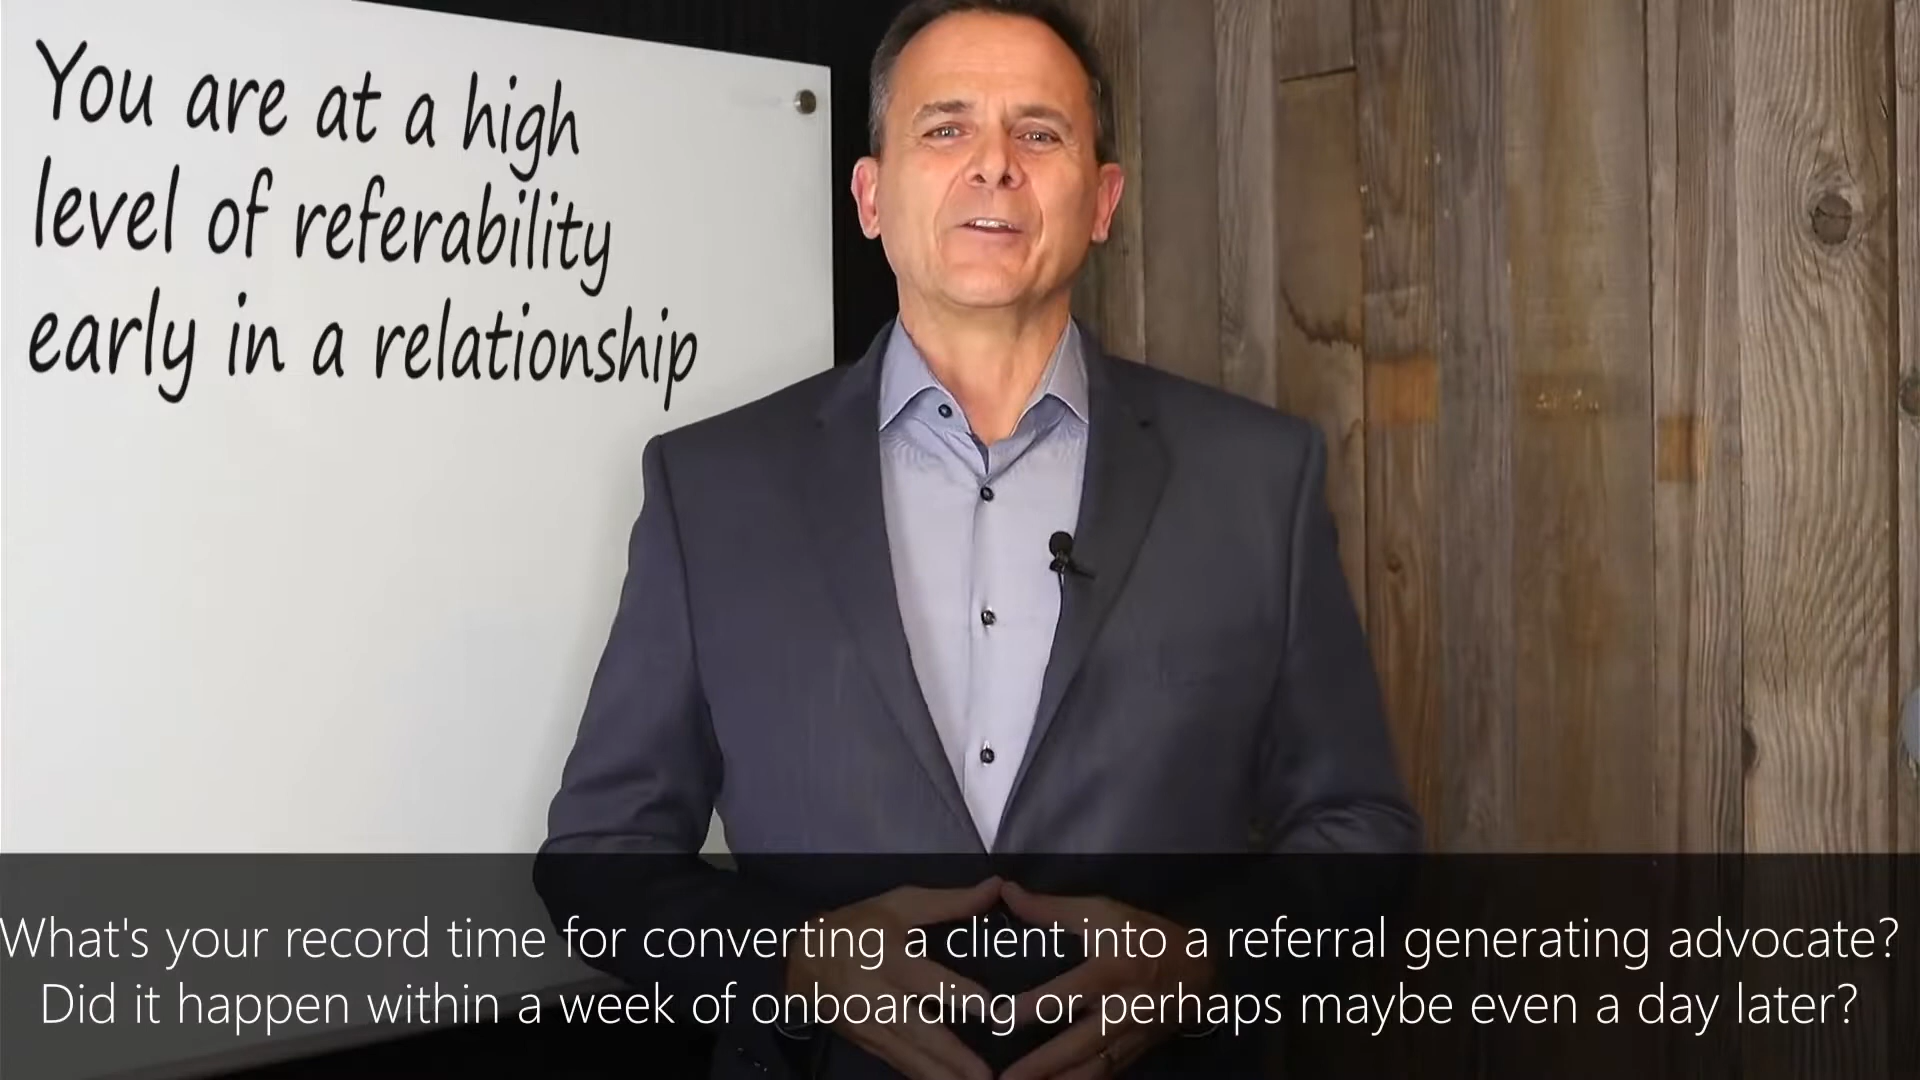 You are at a high
level of referability
early in a relationship
What's your record time for converting a client into a referral generating advocate?
Did it happen within a week of onboarding or perhaps maybe even a day later?